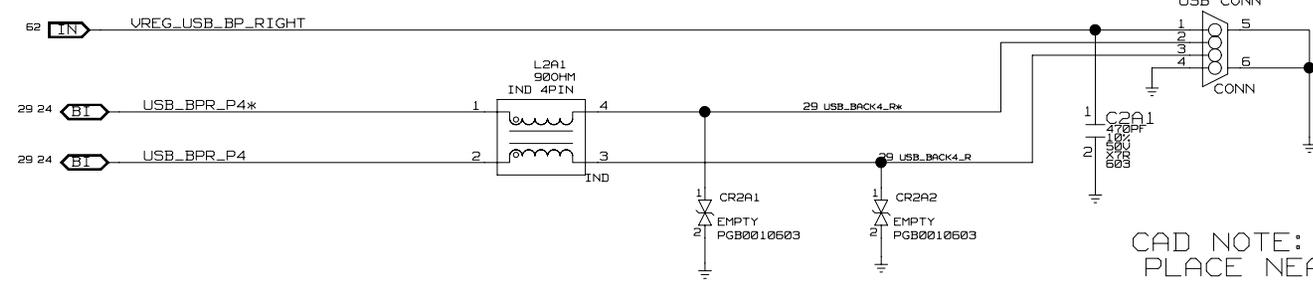 USB CONN
62 IN VREG_USB_BP_RIGHT
1 5
2
3
4 6
CONN
L2A1
90OHM
IND 4PIN
29 24 BI USB_BPR_P4* 1 4 29 USB_BACK4_R*
29 24 BI USB_BPR_P4 2 3 29 USB_BACK4_R
IND
1 C2A1
470PF
10%
50V
2 X7R
603
1 CR2A1
EMPTY
2 PGB0010603
1 CR2A2
EMPTY
2 PGB0010603
CAD NOTE:
PLACE NEA